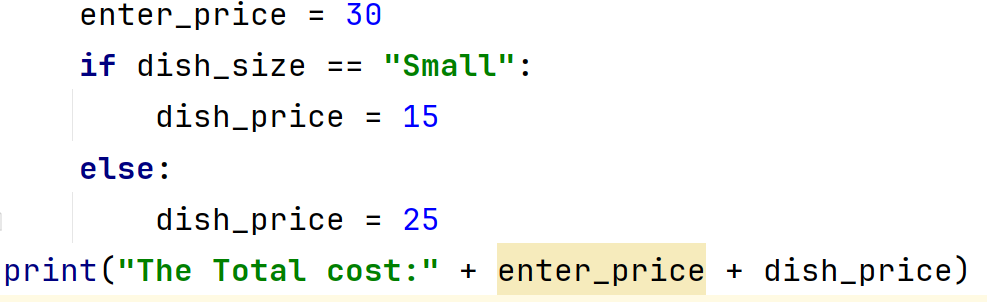 enter_price = 30
if dish_size == "Small":
dish_price = 15
else:
dish_price = 25
print("The Total cost:" + enter_price + dish_price)